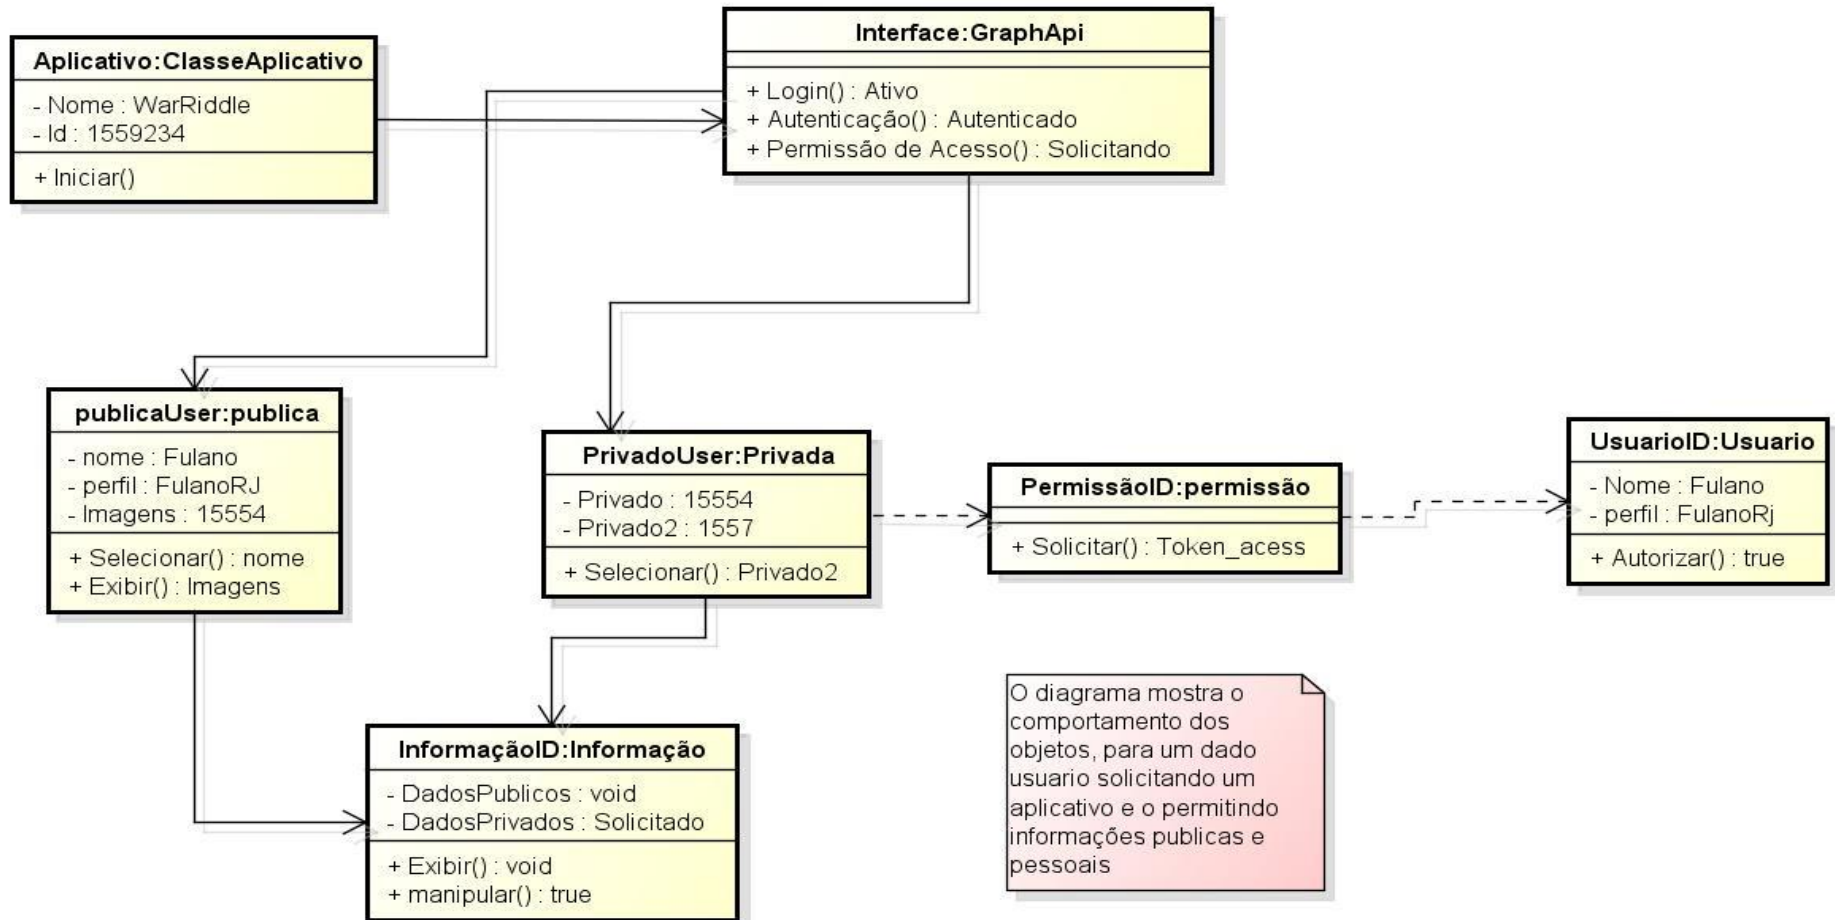 Aplicativo:ClasseAplicativo
- Nome : WarRiddle
- Id : 1559234
+ Iniciar()
Interface:GraphApi
+ Login() : Ativo
+ Autenticação() : Autenticado
+ Permissão de Acesso() : Solicitando
publicaUser:publica
- nome : Fulano
- perfil : FulanoRJ
- Imagens : 15554
+ Selecionar() : nome
+ Exibir() : Imagens
PrivadoUser:Privada
- Privado : 15554
- Privado2 : 1557
+ Selecionar() : Privado2
PermissãoID:permissão
+ Solicitar() : Token_acess
UsuarioID:Usuario
- Nome : Fulano
- perfil : FulanoRj
+ Autorizar() : true
InformaçãoID:Informação
- DadosPublicos : void
- DadosPrivados : Solicitado
+ Exibir() : void
+ manipular() : true
O diagrama mostra o
comportamento dos
objetos, para um dado
usuario solicitando um
aplicativo e o permitindo
informações publicas e
pessoais